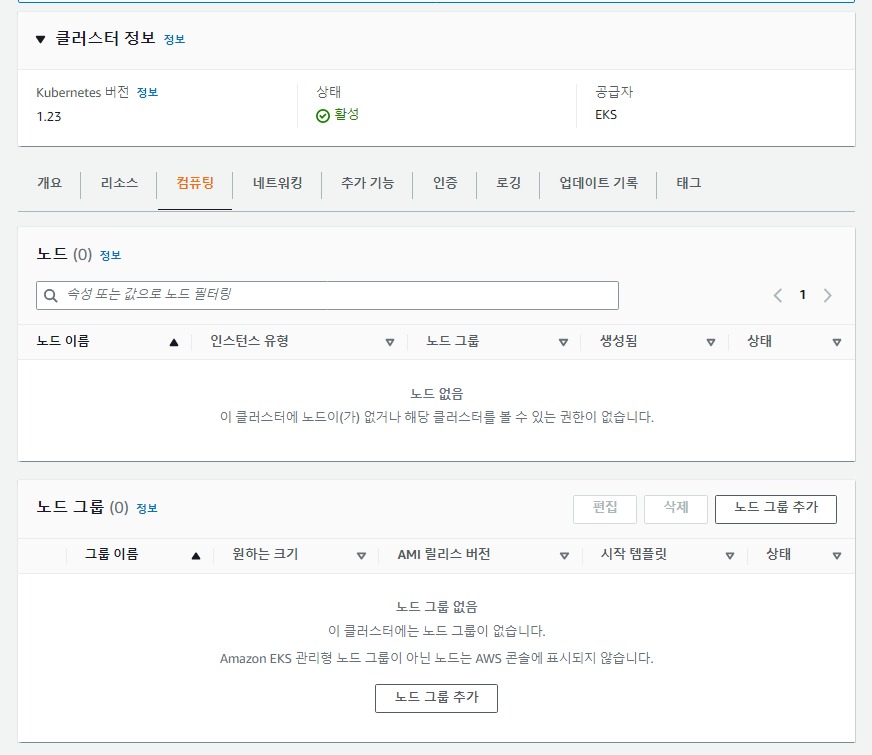 클러스터 정보 정보
Kubernetes 버전 정보 상태 공급자
1.23 활성 EKS
개요 리소스 컴퓨팅 네트워킹 추가 기능 인증 로깅 업데이트 기록 태그
노드 (0) 정보
속성 또는 값으로 노드 필터링 1
노드 이름 인스턴스 유형 노드 그룹 생성됨 상태
노드 없음
이 클러스터에 노드이(가) 없거나 해당 클러스터를 볼 수 있는 권한이 없습니다.
노드 그룹 (0) 정보 편집 삭제 노드 그룹 추가
그룹 이름 원하는 크기 AMI 릴리스 버전 시작 템플릿 상태
노드 그룹 없음
이 클러스터에는 노드 그룹이 없습니다.
Amazon EKS 관리형 노드 그룹이 아닌 노드는 AWS 콘솔에 표시되지 않습니다.
노드 그룹 추가